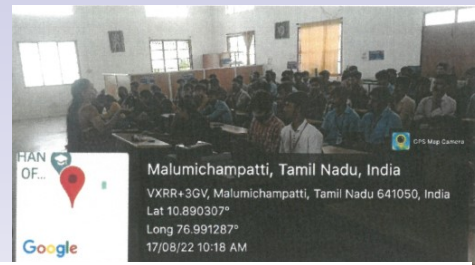 GPS Map Camera
HAN
OF...
Google
Malumichampatti, Tamil Nadu, India
VXRR+3GV, Malumichampatti, Tamil Nadu 641050, India
Lat 10.890307°
Long 76.991287°
17/08/22 10:18 AM